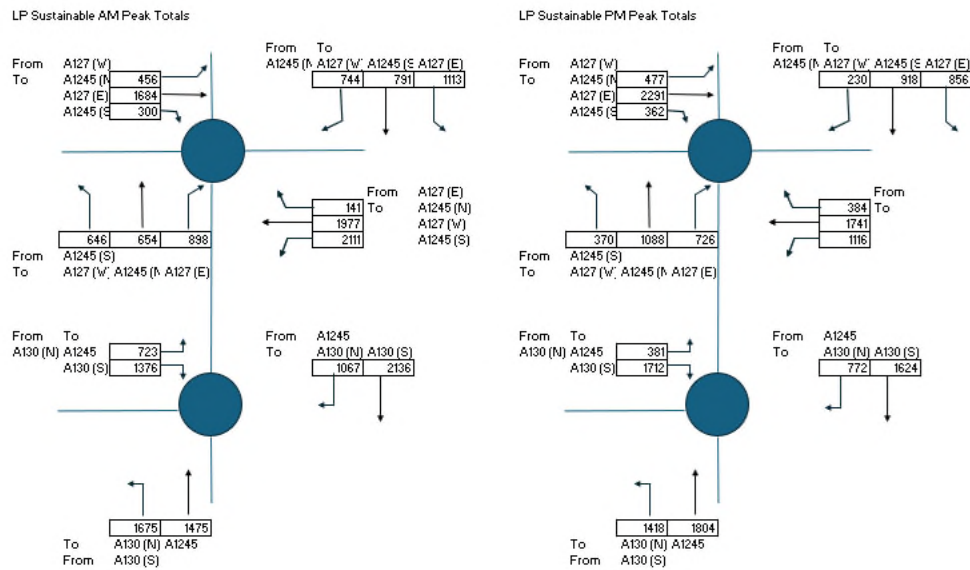 LP Sustainable AM Peak Totals
From To
From A127 (W)
A1245 (N A127 (W) A1245 (S A127 (E)
To A1245 (N 456
744 791 1113
A127 (E) 1684
A1245 (S 300
From A127 (E)
141 To A1245 (N)
1977 A127 (W)
2111 A1245 (S)
646 654 898
From A1245 (S)
To A127 (W) A1245 (N A127 (E)
From To
A130 (N) A1245 723
A130 (S) 1376
From A1245
To A130 (N) A130 (S)
1067 2136
1675 1475
To A130 (N) A1245
From A130 (S)
LP Sustainable PM Peak Totals
From To
From A127 (W)
A1245 (N A127 (W) A1245 (S A127 (E)
To A1245 (N 477
230 918 856
A127 (E) 2291
A1245 (S 362
From
384 To
1741
1116
370 1088 726
From A1245 (S)
To A127 (W) A1245 (N A127 (E)
From To
A130 (N) A1245 381
A130 (S) 1712
From A1245
To A130 (N) A130 (S)
772 1624
1418 1804
To A130 (N) A1245
From A130 (S)